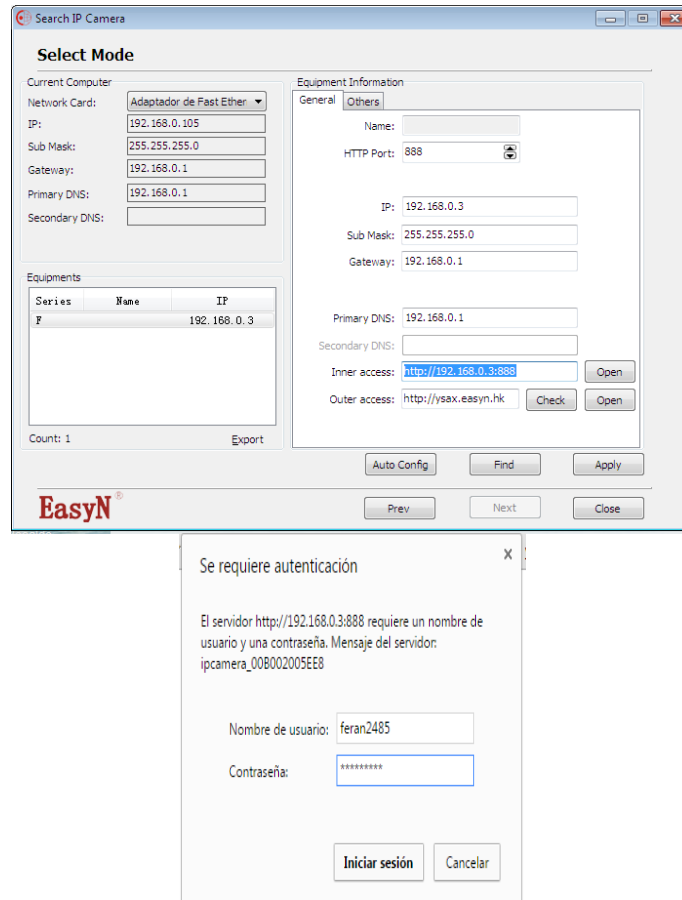 Search IP Camera
Select Mode
Current Computer
Network Card: Adaptador de Fast Ether
IP: 192.168.0.105
Sub Mask: 255.255.255.0
Gateway: 192.168.0.1
Primary DNS: 192.168.0.1
Secondary DNS:
Equipments
Series Name IP
F 192.168.0.3
Count: 1 Export
Equipment Information
General Others
Name:
HTTP Port: 888
IP: 192.168.0.3
Sub Mask: 255.255.255.0
Gateway: 192.168.0.1
Primary DNS: 192.168.0.1
Secondary DNS:
Inner access: http://192.168.0.3:888 Open
Outer access: http://ysax.easyn.hk Check Open
Auto Config Find Apply
EasyN® Prev Next Close
Se requiere autenticación x
El servidor http://192.168.0.3:888 requiere un nombre de
usuario y una contraseña. Mensaje del servidor:
ipcamera_00B002005EE8
Nombre de usuario: feran2485
Contraseña: *********
Iniciar sesión Cancelar